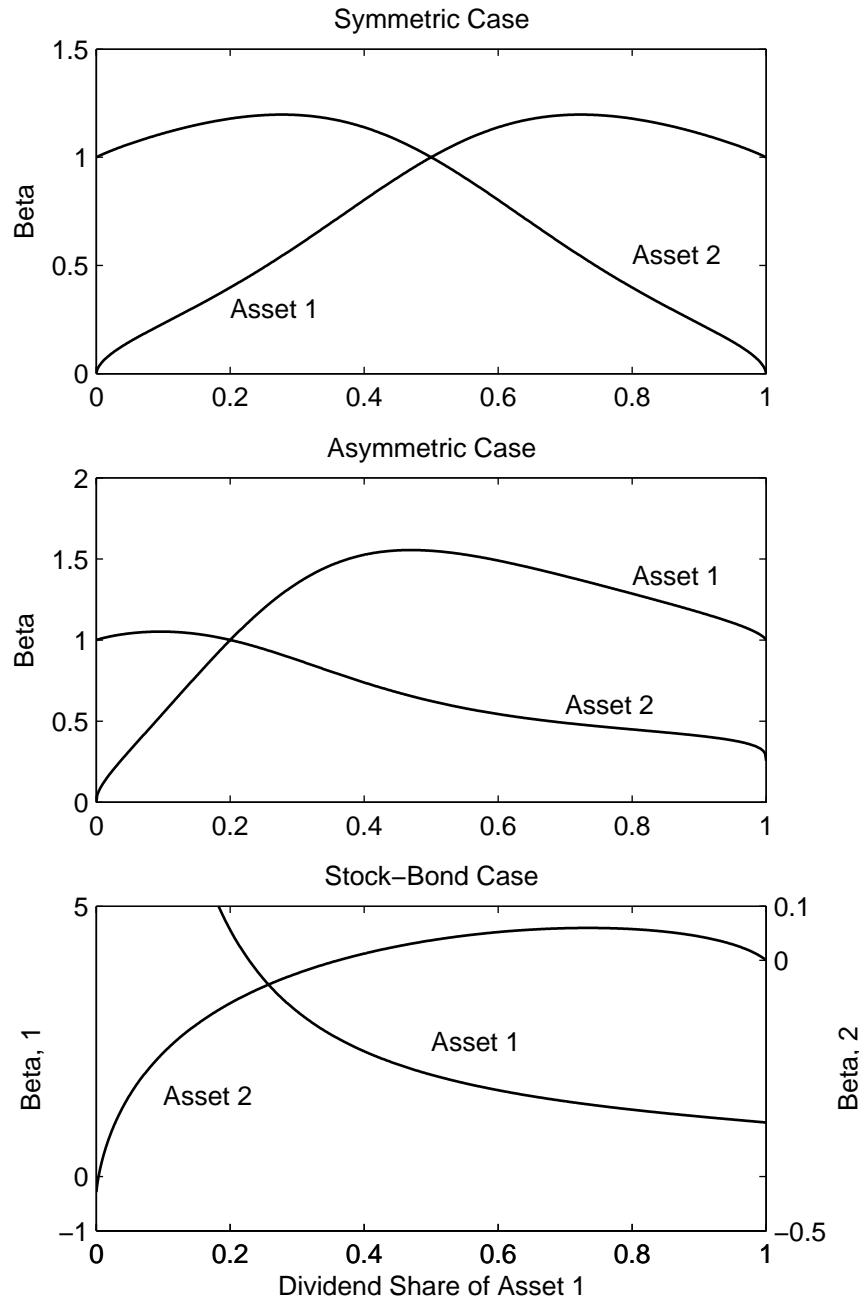 Symmetric Case
1.5
1
0.5
0
Beta
Asset 1
Asset 2
0
0.2
0.4
0.6
0.8
1
Asymmetric Case
2
1.5
1
0.5
0
Beta
Asset 1
Asset 2
0
0.2
0.4
0.6
0.8
1
Stock−Bond Case
5
0
−1
Beta, 1
Asset 1
Asset 2
0.1
0
−0.5
Beta, 2
0
0.2
0.4
0.6
0.8
1
Dividend Share of Asset 1